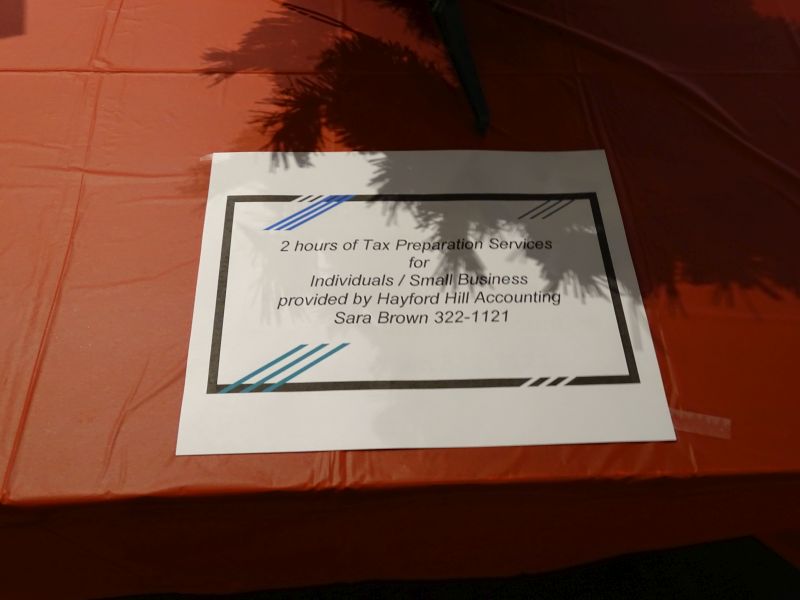 2 hours of Tax Preparation Services
for
Individuals / Small Business
provided by Hayford Hill Accounting
Sara Brown 322-1121